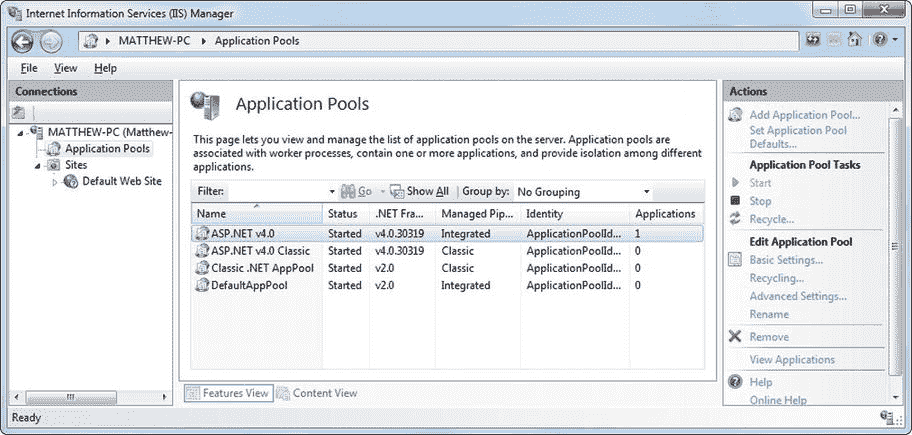 Internet Information Services (IIS) Manager
MATTHEW-PC Application Pools
File View Help
Connections
MATTHEW-PC (Matthew-
Application Pools
Sites
Default Web Site
Application Pools
This page lets you view and manage the list of application pools on the server. Application pools are
associated with worker processes, contain one or more applications, and provide isolation among different
applications.
Filter: Go Show All Group by: No Grouping
Name Status .NET Fra... Managed Pip... Identity Applications
ASP.NET v4.0 Started v4.0.30319 Integrated ApplicationPoolId... 1
ASP.NET v4.0 Classic Started v4.0.30319 Classic ApplicationPoolId... 0
Classic .NET AppPool Started v2.0 Classic ApplicationPoolId... 0
DefaultAppPool Started v2.0 Integrated ApplicationPoolId... 0
Features View Content View
Actions
Add Application Pool...
Set Application Pool
Defaults...
Application Pool Tasks
Start
Stop
Recycle...
Edit Application Pool
Basic Settings...
Recycling...
Advanced Settings...
Rename
Remove
View Applications
Help
Online Help
Ready